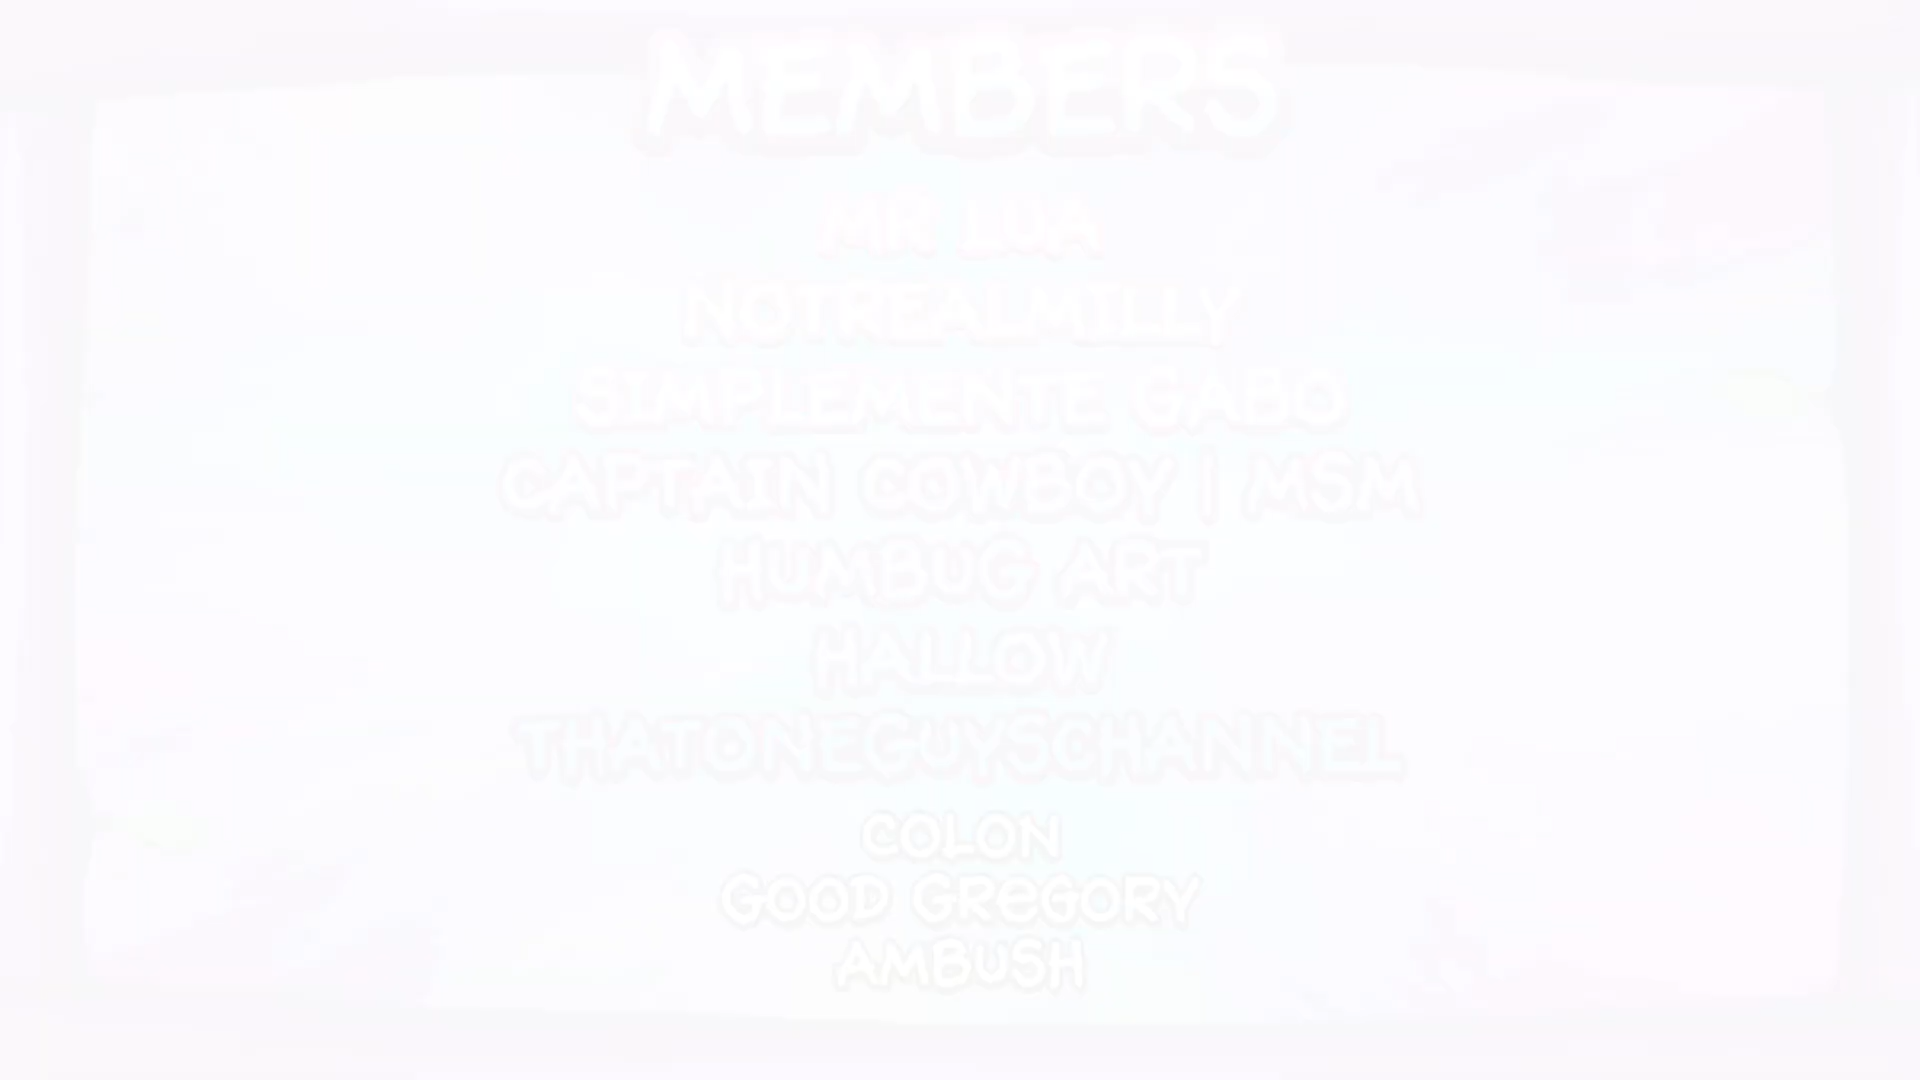 MEMBERS
MR LUA
NOTREALMILLY
SIMPLEMENTE GABO
CAPTAIN COWBOY | MSM
HUMBUG ART
HALLOW
THATONEGUYSCHANNEL
COLON
GOOD GREGORY
AMBUSH